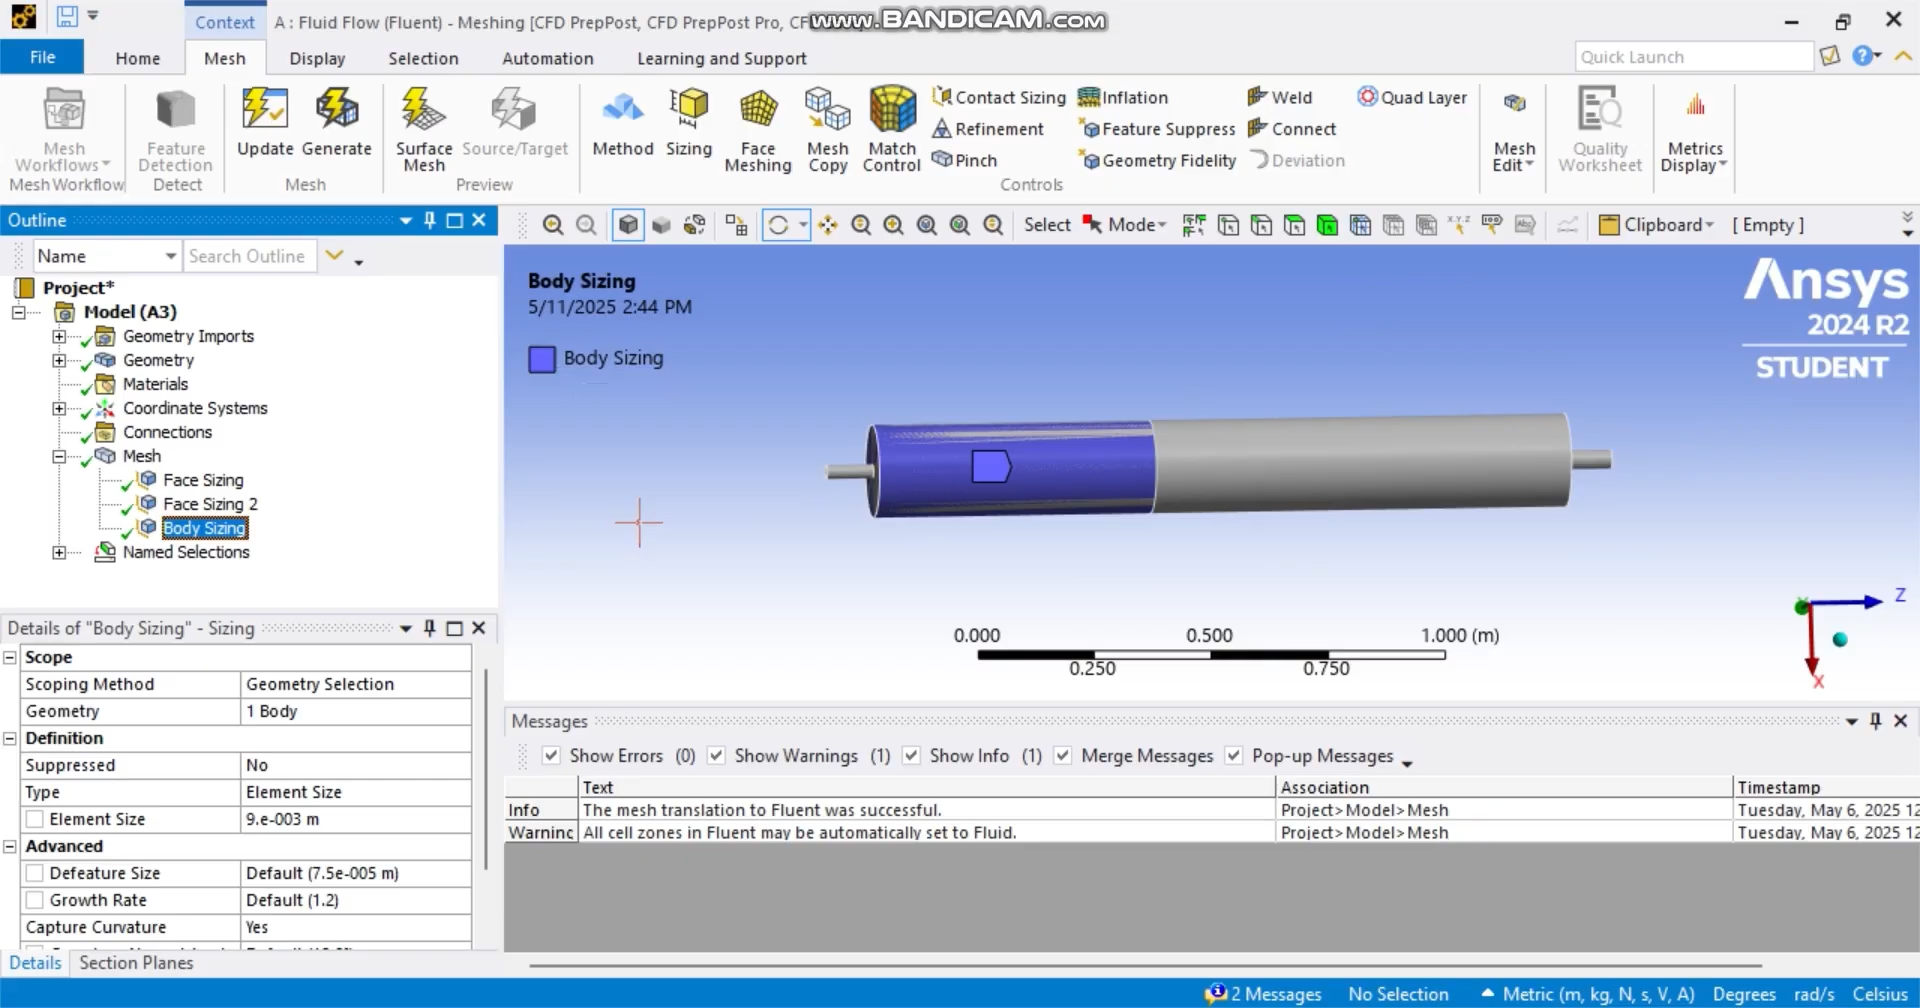 Context
A : Fluid Flow (Fluent) - Meshing [CFD PrepPost, CFD PrepPost Pro, CF
www.BANDICAM.com
File
Home
Mesh
Display
Selection
Automation
Learning and Support
Quick Launch
Mesh
Workflows
Mesh Workflow
Feature
Detection
Detect
Update
Generate
Mesh
Surface
Mesh
Source/Target
Preview
Method
Sizing
Face
Meshing
Mesh
Copy
Match
Control
Contact Sizing
Refinement
Pinch
Inflation
Feature Suppress
Geometry Fidelity
Weld
Connect
Deviation
Quad Layer
Controls
Mesh
Edit
Quality
Worksheet
Metrics
Display
Outline
Name
Search Outline
Select
Mode
Clipboard
[ Empty ]
Project*
Model (A3)
Geometry Imports
Geometry
Materials
Coordinate Systems
Connections
Mesh
Face Sizing
Face Sizing 2
Body Sizing
Named Selections
Body Sizing
5/11/2025 2:44 PM
Body Sizing
Ansys
2024 R2
STUDENT
0.000
0.500
1.000 (m)
0.250
0.750
Z
X
Details of "Body Sizing" - Sizing
Scope
Scoping Method
Geometry Selection
Geometry
1 Body
Definition
Suppressed
No
Type
Element Size
Element Size
9.e-003 m
Advanced
Defeature Size
Default (7.5e-005 m)
Growth Rate
Default (1.2)
Capture Curvature
Yes
Details
Section Planes
Messages
Show Errors (0)
Show Warnings (1)
Show Info (1)
Merge Messages
Pop-up Messages
Text
Association
Timestamp
Info
The mesh translation to Fluent was successful.
Project>Model>Mesh
Tuesday, May 6, 2025 12
Warninc
All cell zones in Fluent may be automatically set to Fluid.
Project>Model>Mesh
Tuesday, May 6, 2025 12
2 Messages
No Selection
Metric (m, kg, N, s, V, A)
Degrees
rad/s
Celsius